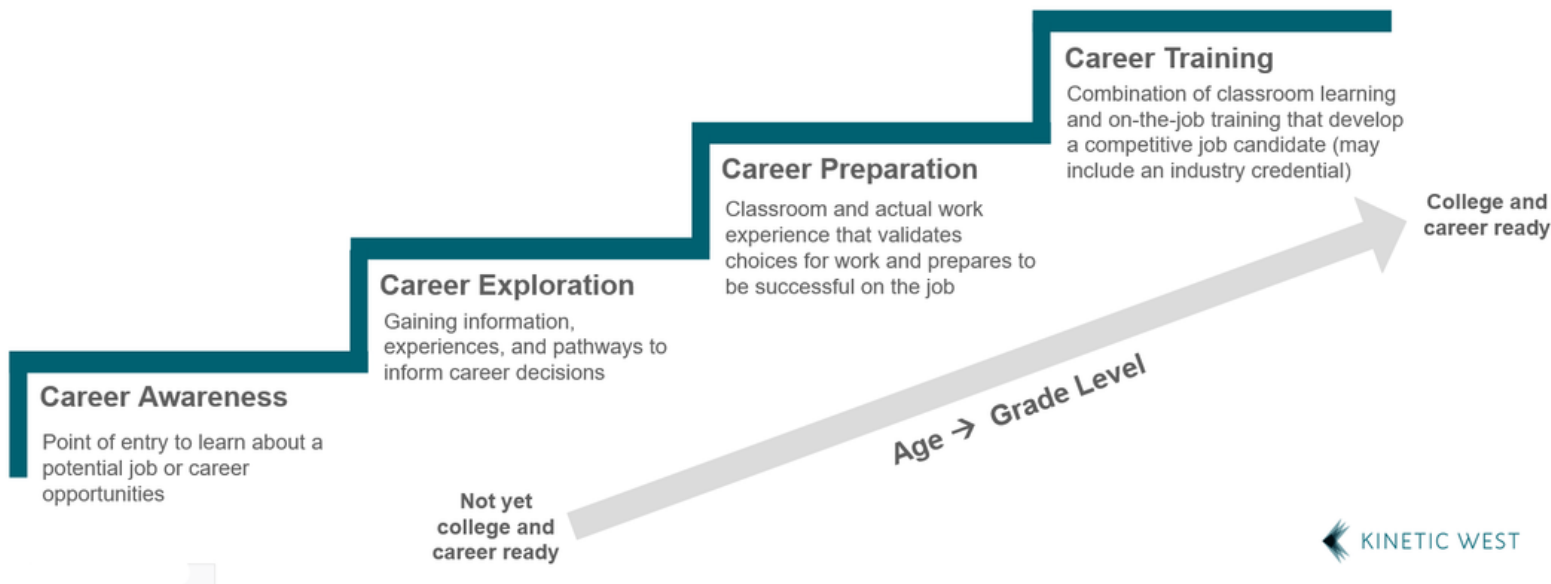 Career Training
Combination of classroom learning
and on-the-job training that develop
a competitive job candidate (may
include an industry credential)
Career Preparation
Classroom and actual work
experience that validates
choices for work and prepares to
be successful on the job
College and
career ready
Career Exploration
Gaining information,
experiences, and pathways to
inform career decisions
Career Awareness
Point of entry to learn about a
potential job or career
opportunities
Age → Grade Level
Not yet
college and
career ready
KINETIC WEST